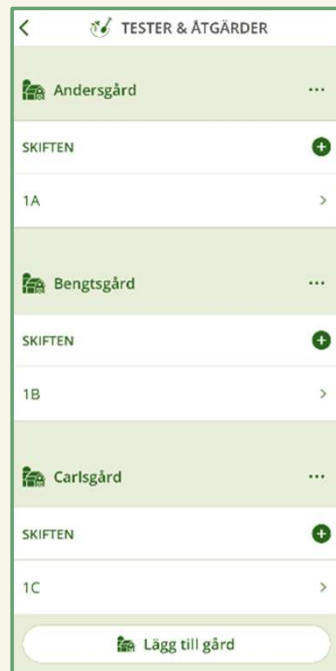 TESTER & ÅTGÄRDER
Andersgård
SKIFTEN
1A
Bengtsgård
SKIFTEN
1B
Carlsgård
SKIFTEN
1C
Lägg till gård